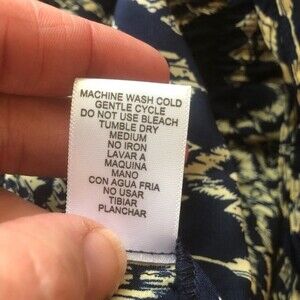 MACHINE WASH COLD
GENTLE CYCLE
DO NOT USE BLEACH
TUMBLE DRY
MEDIUM
NO IRON
LAVAR A
MAQUINA
MANO
CON AGUA FRIA
NO USAR
TIBIAR
PLANCHAR